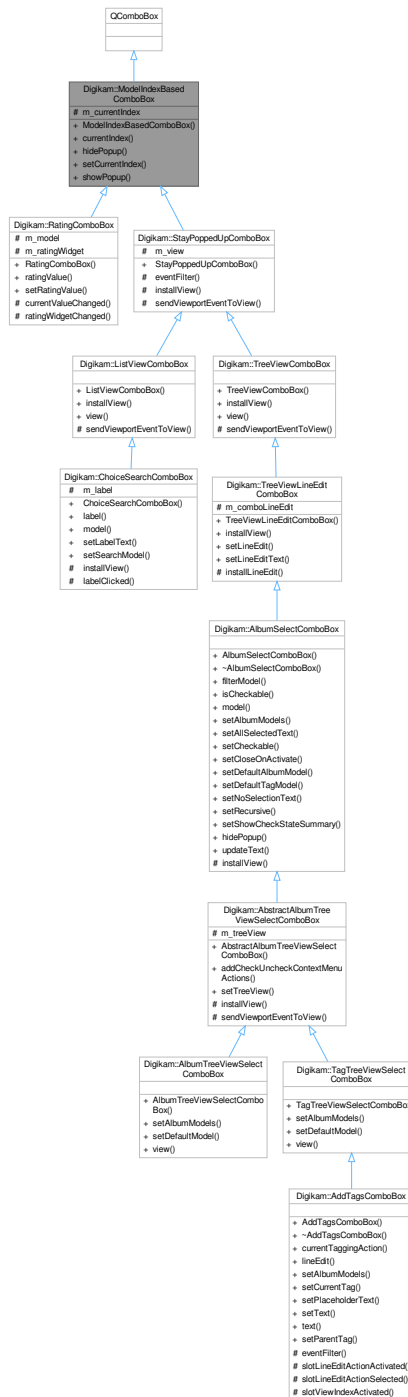 QComboBox
Digikam::ModelIndexBased
ComboBox
# m_currentIndex
+ ModelIndexBasedComboBox()
+ currentIndex()
+ hidePopup()
+ setCurrentIndex()
+ showPopup()
Digikam::RatingComboBox
# m_model
# m_ratingWidget
+ RatingComboBox()
+ ratingValue()
+ setRatingValue()
# currentValueChanged()
# ratingWidgetChanged()
Digikam::StayPoppedUpComboBox
# m_view
+ StayPoppedUpComboBox()
# eventFilter()
# installView()
# sendViewportEventToView()
Digikam::ListViewComboBox
+ ListViewComboBox()
+ installView()
+ view()
# sendViewportEventToView()
Digikam::TreeViewComboBox
+ TreeViewComboBox()
+ installView()
+ view()
# sendViewportEventToView()
Digikam::ChoiceSearchComboBox
# m_label
+ ChoiceSearchComboBox()
+ label()
+ model()
+ setLabelText()
+ setSearchModel()
# installView()
# labelClicked()
Digikam::TreeViewLineEdit
ComboBox
# m_comboLineEdit
+ TreeViewLineEditComboBox()
+ installView()
+ setLineEdit()
+ setLineEditText()
# installLineEdit()
Digikam::AlbumSelectComboBox
+ AlbumSelectComboBox()
+ ~AlbumSelectComboBox()
+ filterModel()
+ isCheckable()
+ model()
+ setAlbumModels()
+ setAllSelectedText()
+ setCheckable()
+ setCloseOnActivate()
+ setDefaultAlbumModel()
+ setDefaultTagModel()
+ setNoSelectionText()
+ setRecursive()
+ setShowCheckStateSummary()
+ hidePopup()
+ updateText()
# installView()
Digikam::AbstractAlbumTree
ViewSelectComboBox
# m_treeView
+ AbstractAlbumTreeViewSelect
ComboBox()
+ addCheckUncheckContextMenu
Actions()
+ setTreeView()
# installView()
# sendViewportEventToView()
Digikam::AlbumTreeViewSelect
ComboBox
+ AlbumTreeViewSelectCombo
Box()
+ setAlbumModels()
+ setDefaultModel()
+ view()
Digikam::TagTreeViewSelect
ComboBox
+ TagTreeViewSelectComboBox
+ setAlbumModels()
+ setDefaultModel()
+ view()
Digikam::AddTagsComboBox
+ AddTagsComboBox()
+ ~AddTagsComboBox()
+ currentTaggingAction()
+ lineEdit()
+ setAlbumModels()
+ setCurrentTag()
+ setPlaceholderText()
+ setText()
+ text()
+ setParentTag()
# eventFilter()
# slotLineEditActionActivated()
# slotLineEditActionSelected()
# slotViewIndexActivated()